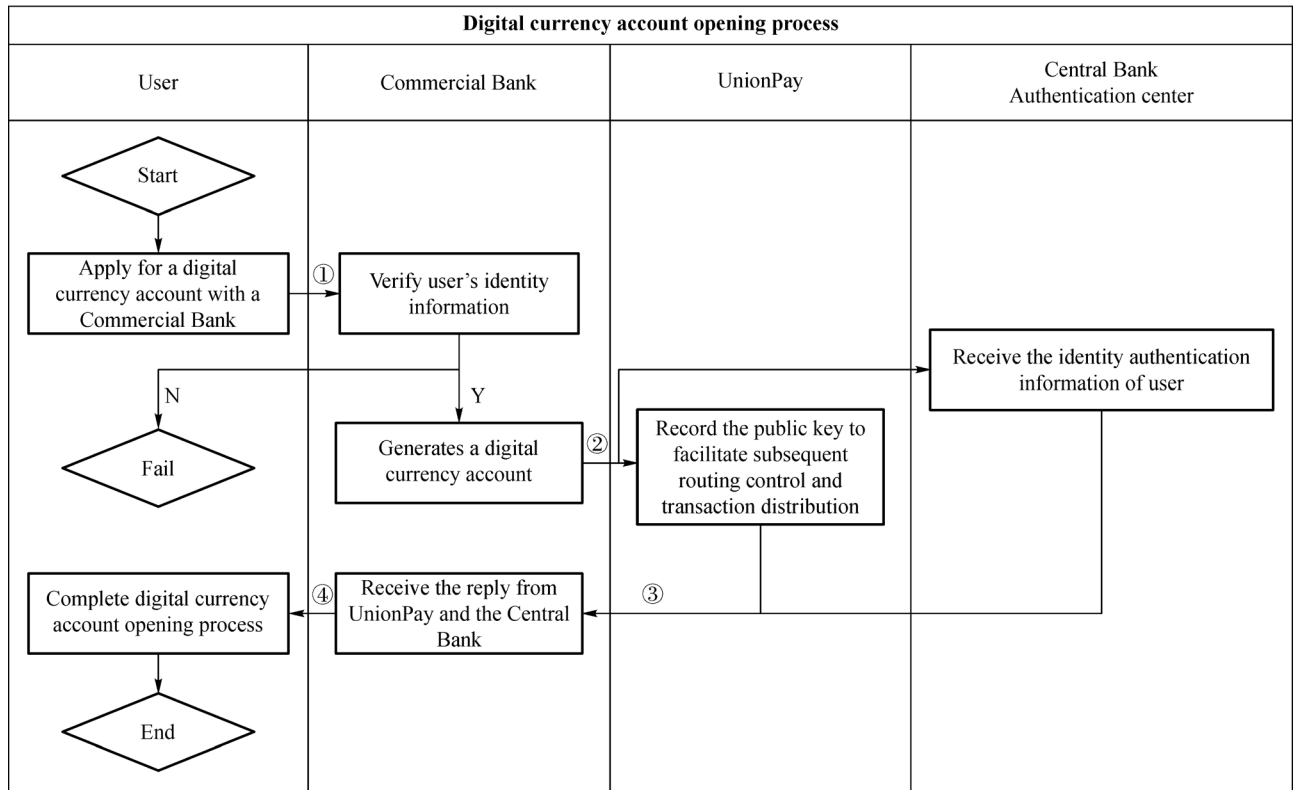 Digital currency account opening process
User
Commercial Bank
UnionPay
Central Bank
Authentication center
Start
Apply for a digital
currency account with a
Commercial Bank
①
Verify user's identity
information
Receive the identity authentication
information of user
N
Y
Fail
Generates a digital
currency account
②
Record the public key to
facilitate subsequent
routing control and
transaction distribution
Complete digital currency
account opening process
④
Receive the reply from
UnionPay and the Central
Bank
③
End